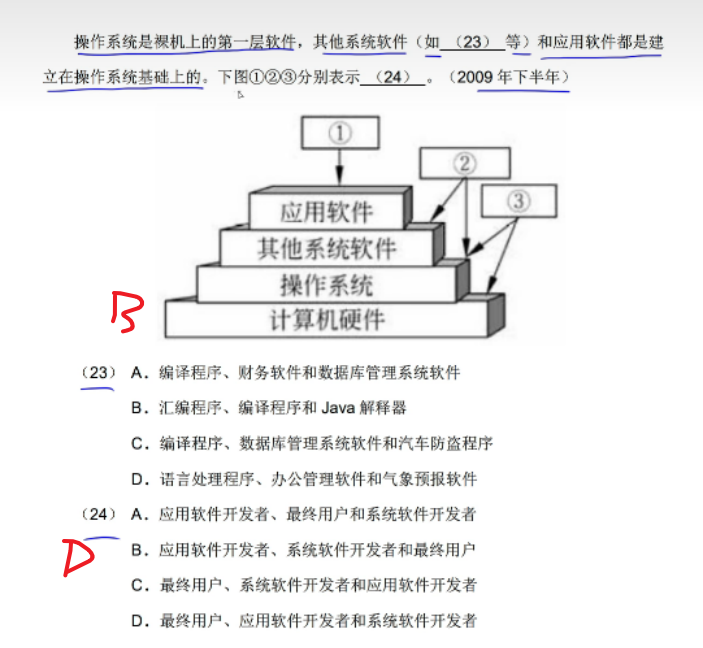 操作系统是裸机上的第一层软件，其他系统软件（如 （23） 等）和应用软件都是建
立在操作系统基础上的。下图①②③分别表示 （24） 。（2009 年下半年）
①
②
③
应用软件
其他系统软件
操作系统
计算机硬件
B
（23） A．编译程序、财务软件和数据库管理系统软件
B．汇编程序、编译程序和 Java 解释器
C．编译程序、数据库管理系统软件和汽车防盗程序
D．语言处理程序、办公管理软件和气象预报软件
（24） A．应用软件开发者、最终用户和系统软件开发者
D
B．应用软件开发者、系统软件开发者和最终用户
C．最终用户、系统软件开发者和应用软件开发者
D．最终用户、应用软件开发者和系统软件开发者